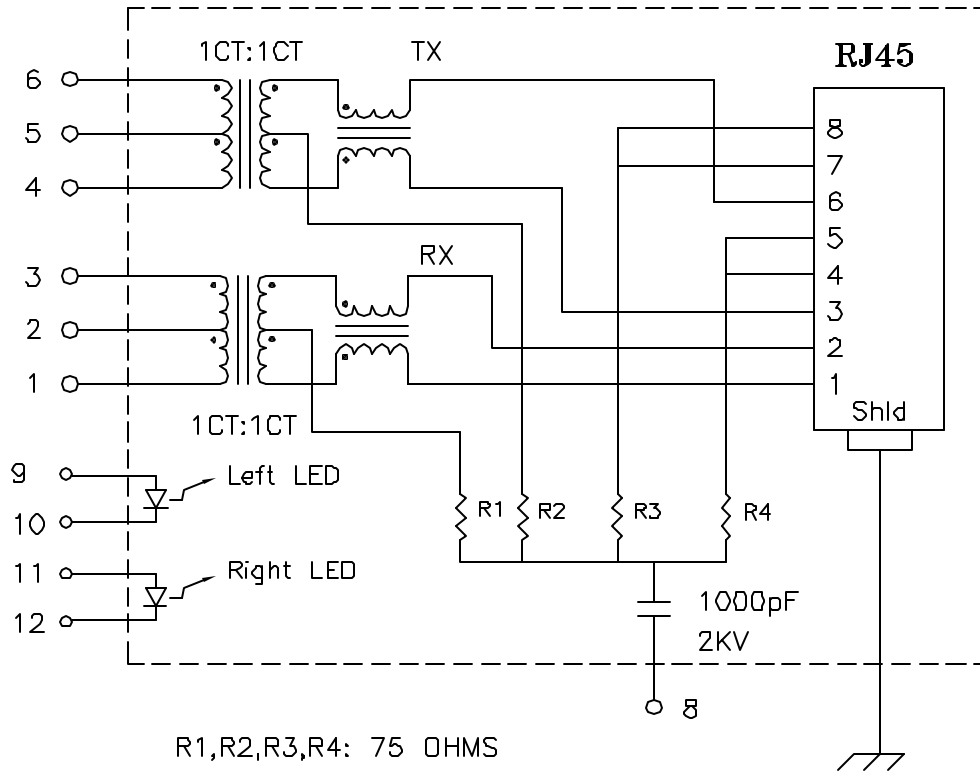 1CT:1CT
TX
RJ45
6
5
4
3
2
1
RX
8
7
6
5
4
3
2
1
Shld
1CT:1CT
9
Left LED
10
R1
R2
R3
R4
11
Right LED
12
1000pF
2KV
8
R1,R2,R3,R4: 75 OHMS